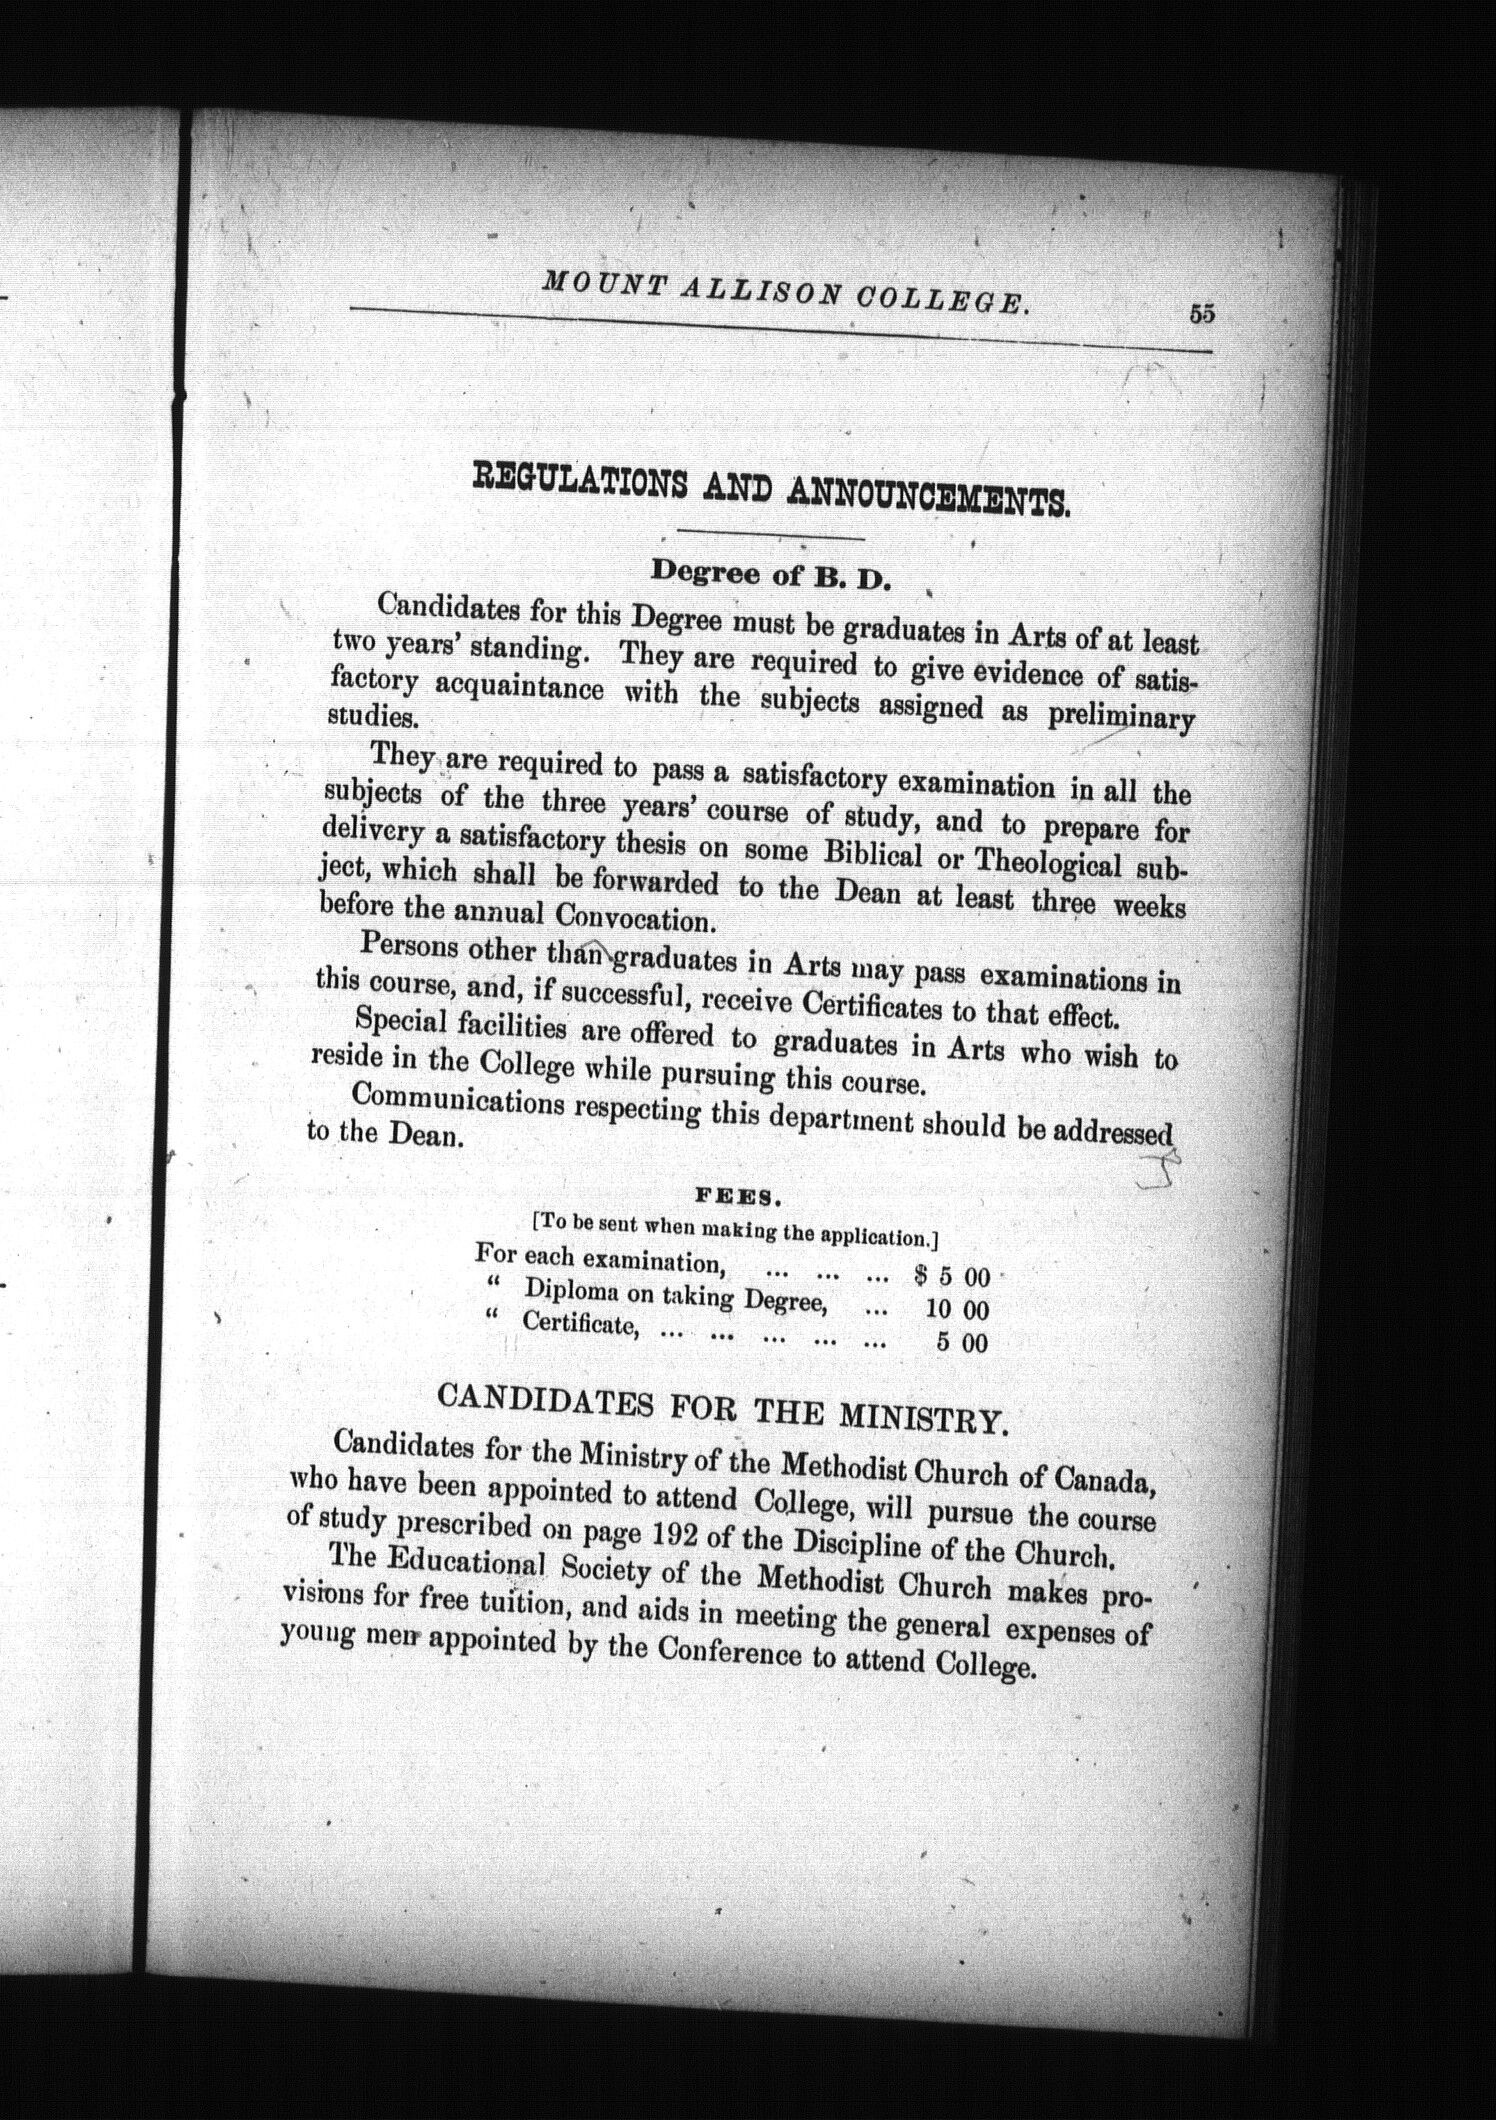 MOUNT ALLISON COLLEGE. 55
REGULATIONS AND ANNOUNCEMENTS.
Degree of B. D.
Candidates for this Degree must be graduates in Arts of at least
two years' standing. They are required to give evidence of satis-
factory acquaintance with the subjects assigned as preliminary
studies.
They are required to pass a satisfactory examination in all the
subjects of the three years' course of study, and to prepare for
delivery a satisfactory thesis on some Biblical or Theological sub-
ject, which shall be forwarded to the Dean at least three weeks
before the annual Convocation.
Persons other than graduates in Arts may pass examinations in
this course, and, if successful, receive Certificates to that effect.
Special facilities are offered to graduates in Arts who wish to
reside in the College while pursuing this course.
Communications respecting this department should be addressed
to the Dean.
FEES.
[To be sent when making the application.]
For each examination, ... ... ... $ 5 00
" Diploma on taking Degree, ... 10 00
" Certificate, ... ... ... ... ... 5 00
CANDIDATES FOR THE MINISTRY.
Candidates for the Ministry of the Methodist Church of Canada,
who have been appointed to attend College, will pursue the course
of study prescribed on page 192 of the Discipline of the Church.
The Educational Society of the Methodist Church makes pro-
visions for free tuition, and aids in meeting the general expenses of
young men appointed by the Conference to attend College.